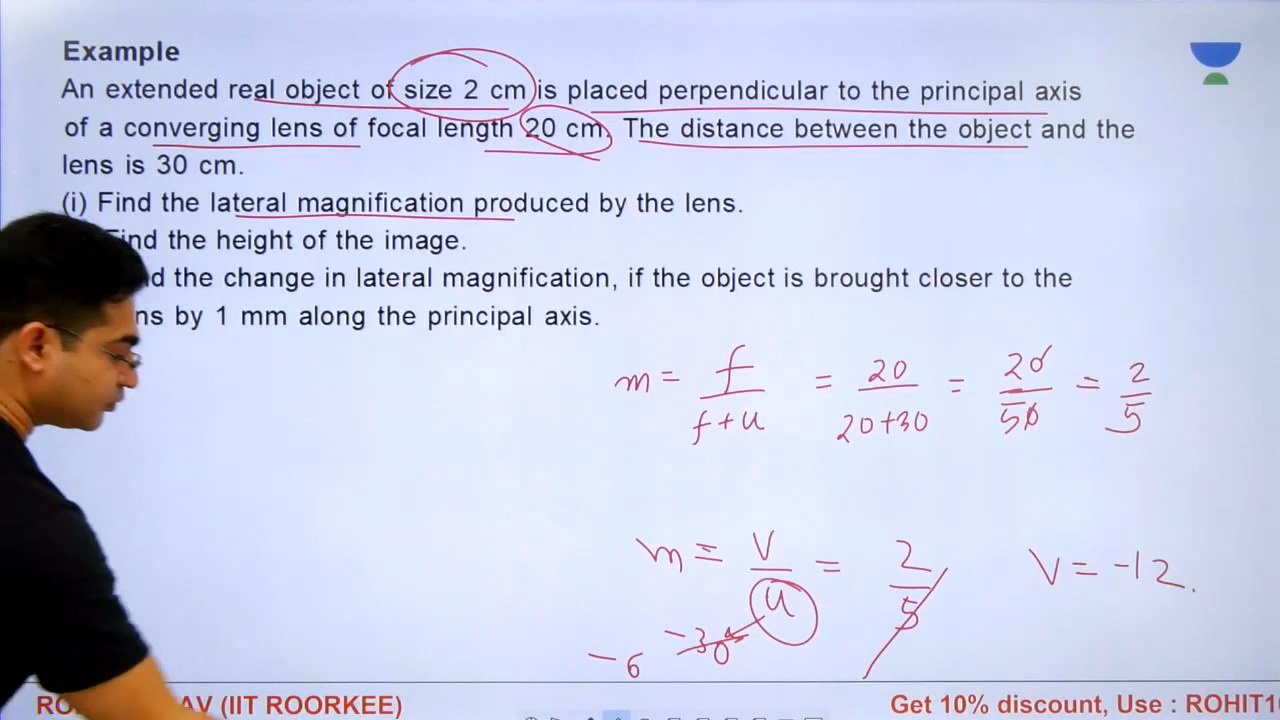 Example
An extended real object of size 2 cm is placed perpendicular to the principal axis
of a converging lens of focal length 20 cm. The distance between the object and the
lens is 30 cm.
(i) Find the lateral magnification produced by the lens.
Find the height of the image.
the change in lateral magnification, if the object is brought closer to the
by 1 mm along the principal axis.
m = f / f+u = 20 / 20+30 = 20 / 50 = 2 / 5
m = v / u = 2 / 5 V = -12.
-6 -30
(IIT ROORKEE)
Get 10% discount, Use : ROHIT1